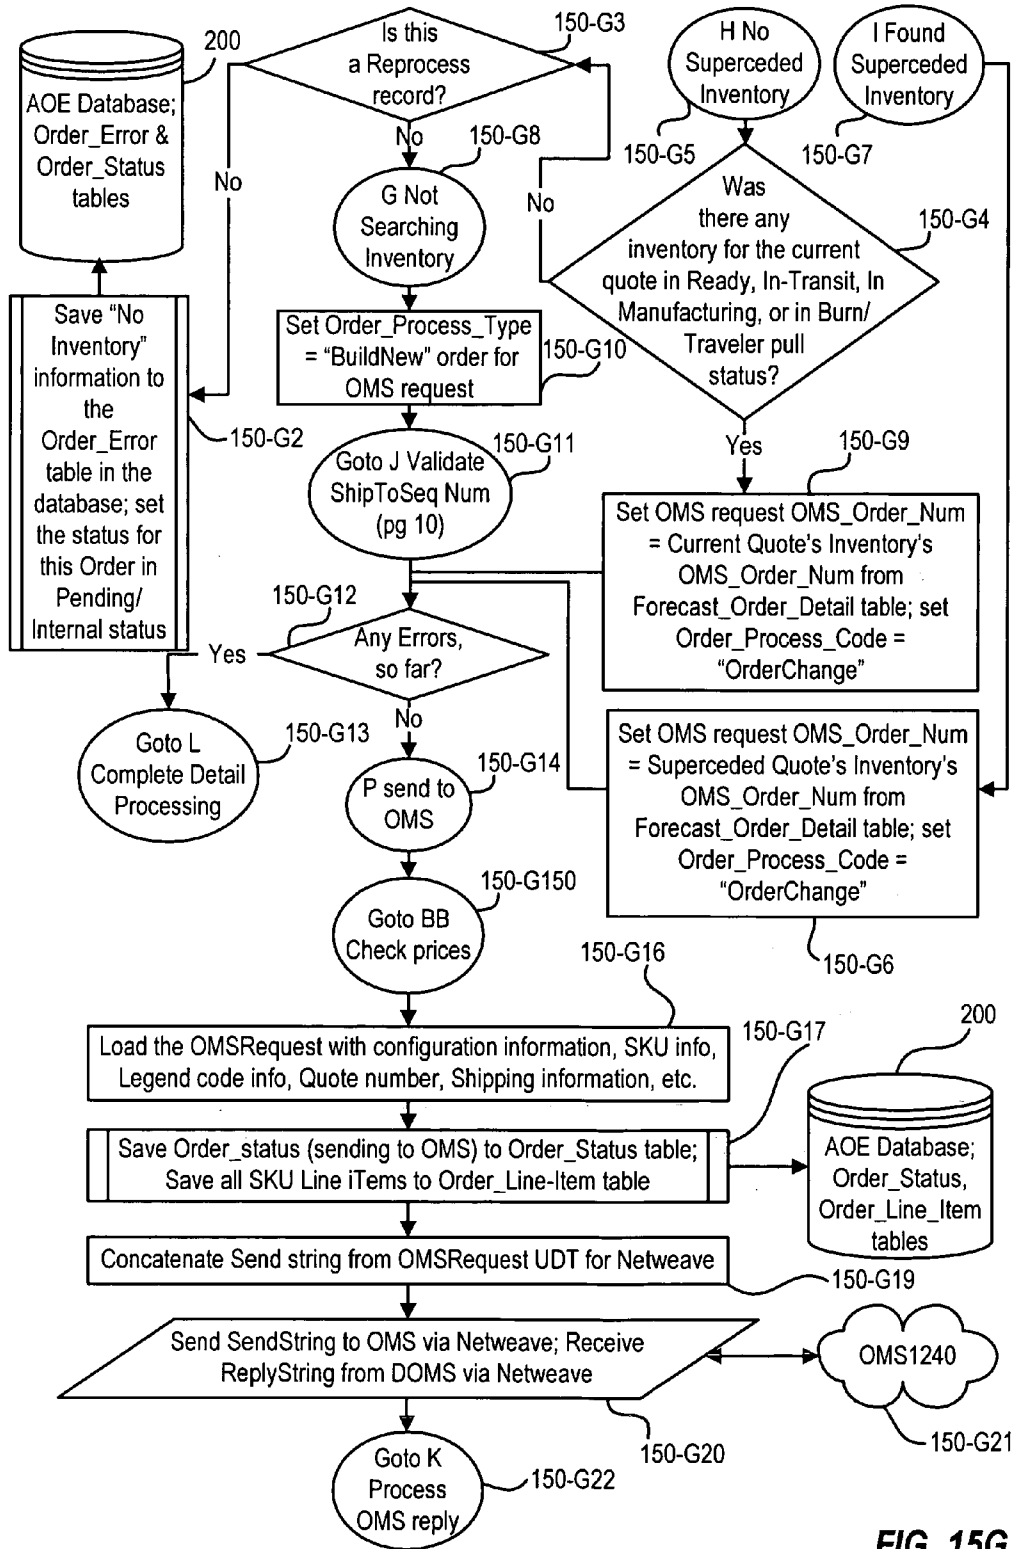 200
AOE Database;
Order_Error &
Order_Status
tables
Is this
a Reprocess
record?
150-G3
No
No
150-G8
G Not
Searching
Inventory
H No
Superceded
Inventory
150-G5
I Found
Superceded
Inventory
150-G7
Was
there any
inventory for the current
quote in Ready, In-Transit, In
Manufacturing, or in Burn/
Traveler pull
status?
150-G4
No
Yes
Save “No
Inventory”
information to
the
Order_Error
table in the
database; set
the status for
this Order in
Pending/
Internal status
150-G2
Set Order_Process_Type
= “BuildNew” order for
OMS request
150-G10
Goto J Validate
ShipToSeq Num
(pg 10)
150-G11
150-G9
Set OMS request OMS_Order_Num
= Current Quote's Inventory's
OMS_Order_Num from
Forecast_Order_Detail table; set
Order_Process_Code =
“OrderChange”
150-G12
Any Errors,
so far?
Yes
No
Goto L
Complete Detail
Processing
150-G13
P send to
OMS
150-G14
Set OMS request OMS_Order_Num
= Superceded Quote's Inventory's
OMS_Order_Num from
Forecast_Order_Detail table; set
Order_Process_Code =
“OrderChange”
150-G6
Goto BB
Check prices
150-G150
150-G16
Load the OMSRequest with configuration information, SKU info,
Legend code info, Quote number, Shipping information, etc.
150-G17
Save Order_status (sending to OMS) to Order_Status table;
Save all SKU Line iTems to Order_Line-Item table
200
AOE Database;
Order_Status,
Order_Line_Item
tables
Concatenate Send string from OMSRequest UDT for Netweave
150-G19
Send SendString to OMS via Netweave; Receive
ReplyString from DOMS via Netweave
150-G20
OMS1240
150-G21
Goto K
Process
OMS reply
150-G22
FIG. 15G